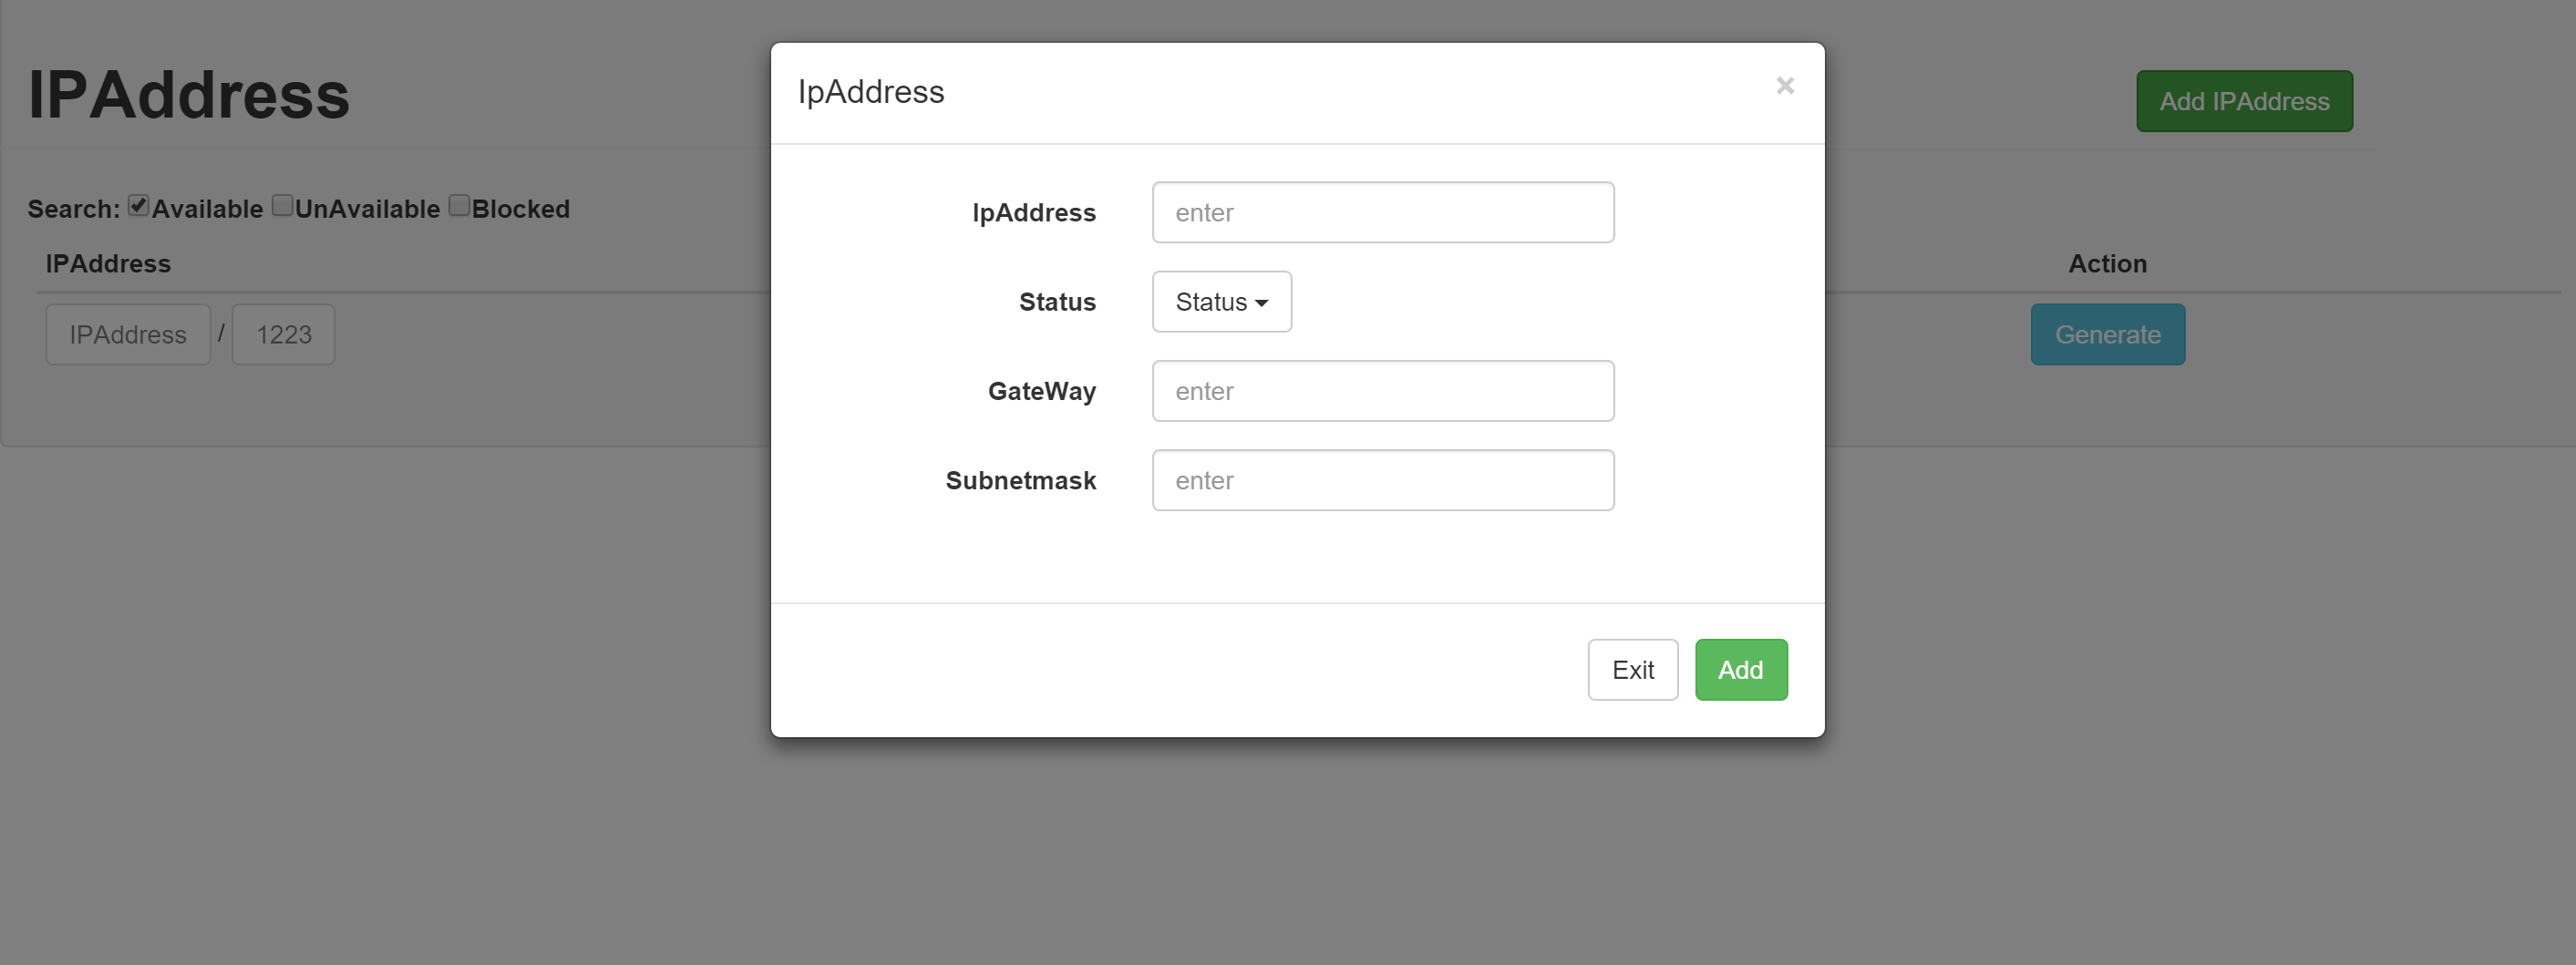 IPAddress
Add IPAddress
Search: Available UnAvailable Blocked
IPAddress Action
IPAddress / 1223 Generate
IpAddress ×
IpAddress enter
Status Status
GateWay enter
Subnetmask enter
Exit Add